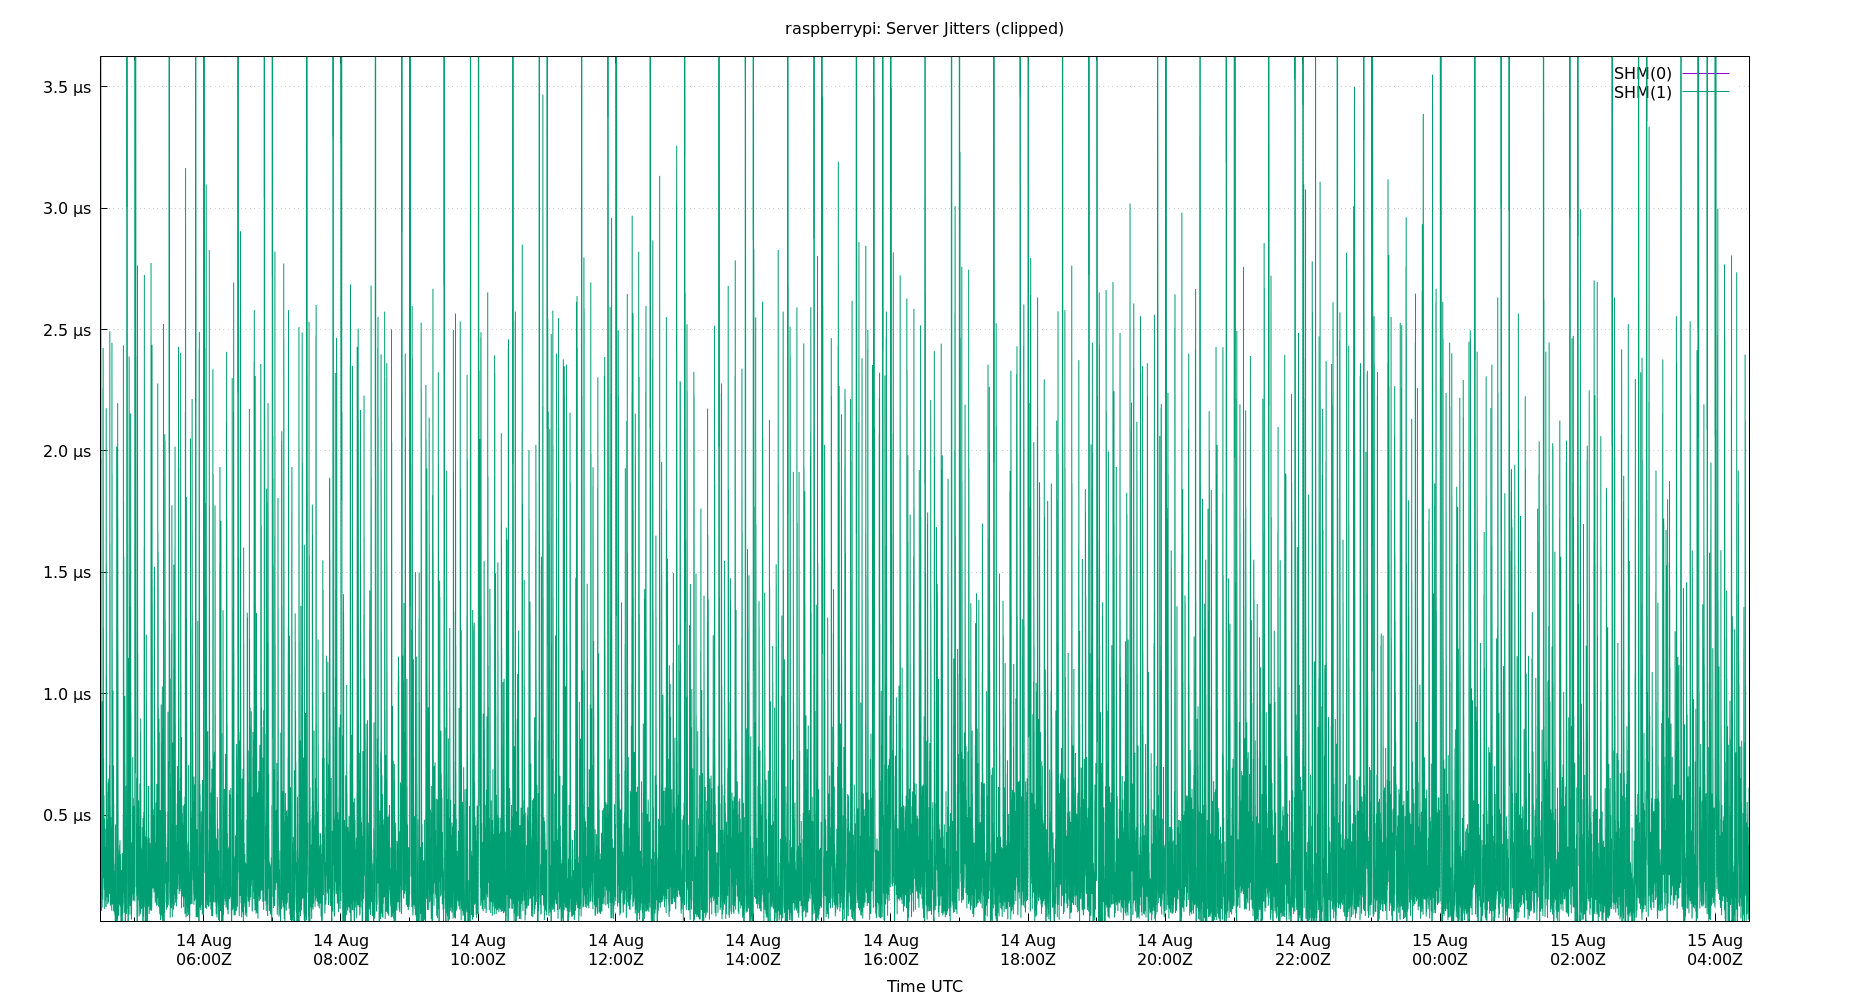 raspberrypi: Server Jitters (clipped)
SHM(0)
SHM(1)
3.5 µs
3.0 µs
2.5 µs
2.0 µs
1.5 µs
1.0 µs
0.5 µs
14 Aug 14 Aug 14 Aug 14 Aug 14 Aug 14 Aug 14 Aug 14 Aug 14 Aug 15 Aug 15 Aug 15 Aug
06:00Z 08:00Z 10:00Z 12:00Z 14:00Z 16:00Z 18:00Z 20:00Z 22:00Z 00:00Z 02:00Z 04:00Z
Time UTC